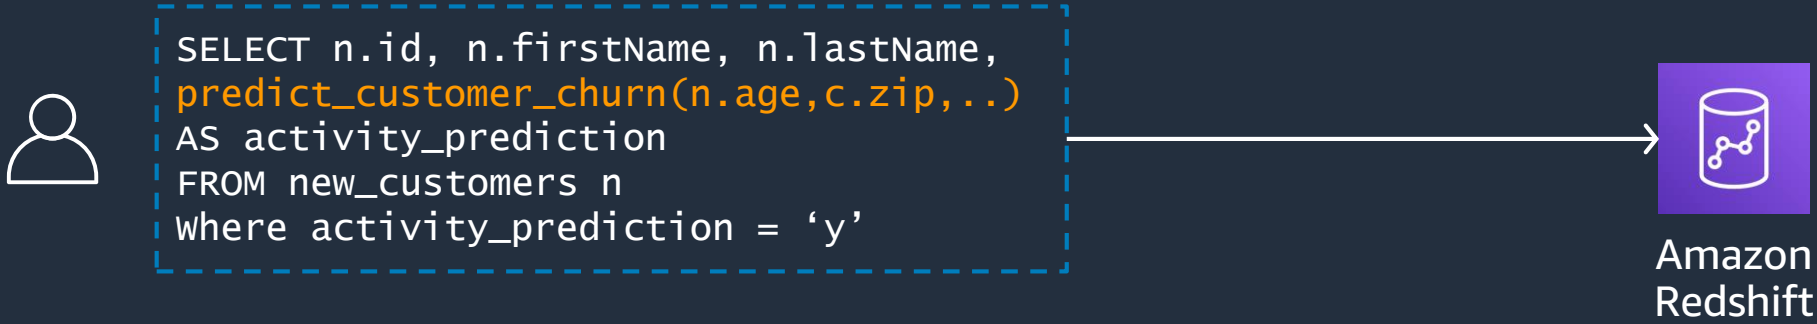 SELECT n.id, n.firstName, n.lastName,
predict_customer_churn(n.age,c.zip,..)
AS activity_prediction
FROM new_customers n
Where activity_prediction = ‘y’
Amazon
Redshift